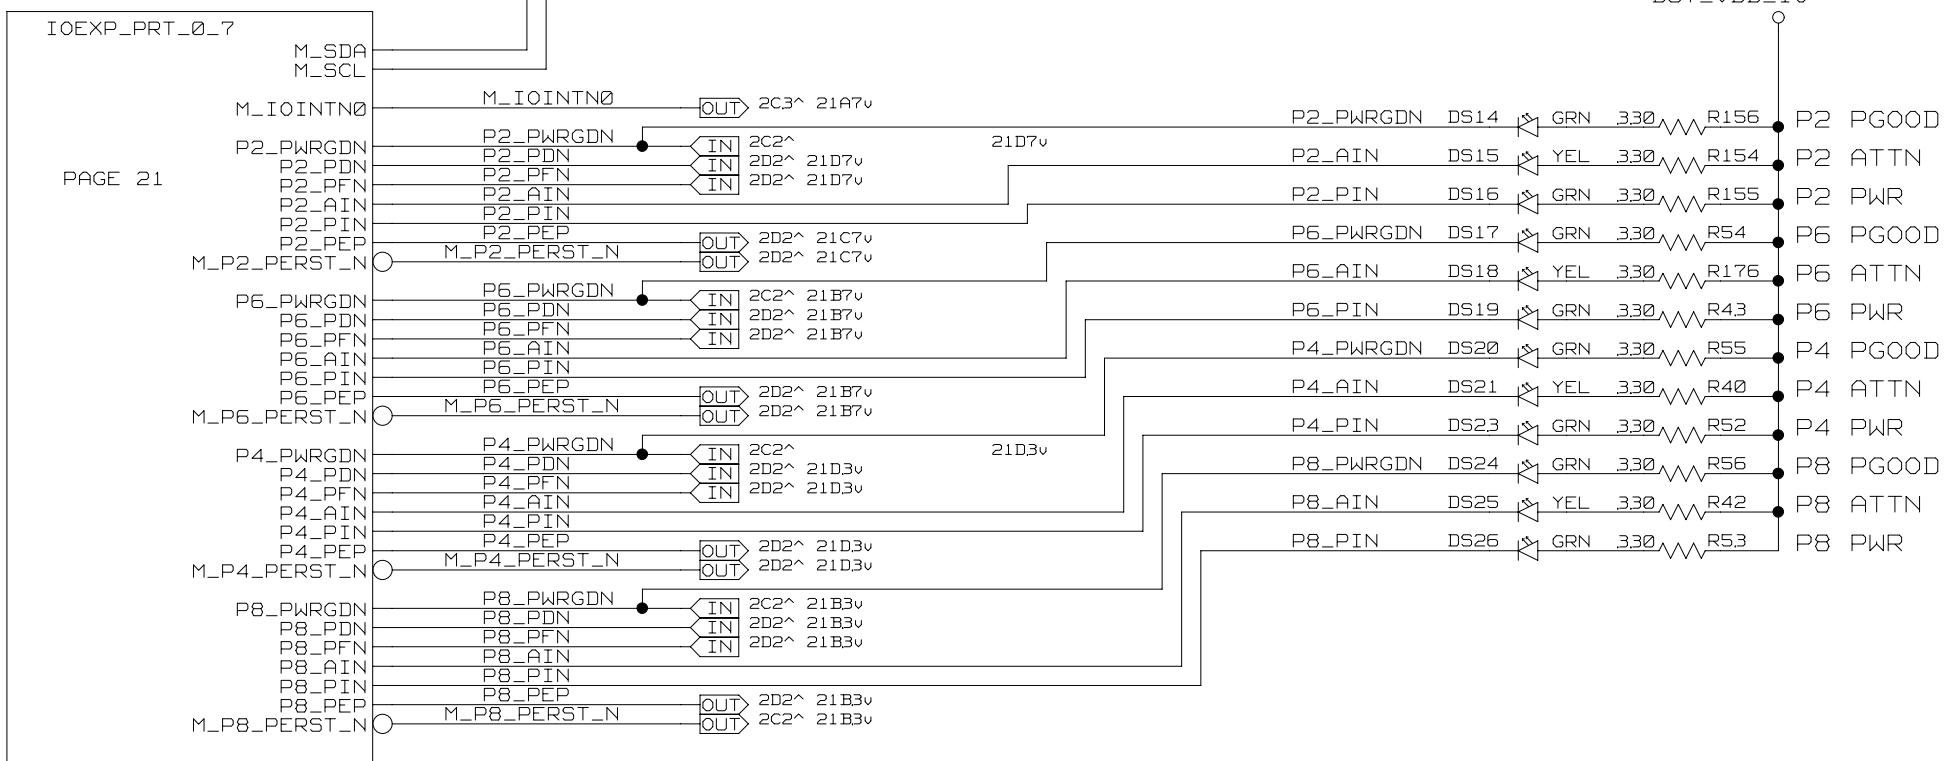 IOEXP_PRT_0_7
M_SDA
M_SCL
M_IOINTN0 M_IOINTN0 OUT 2C3^ 21A7v
P2_PWRGDN DS14 GRN 330 R156 P2 PGOOD
P2_PWRGDN P2_PWRGDN IN 2C2^ 21D7v
P2_PDN P2_PDN IN 2D2^ 21D7v
P2_AIN DS15 YEL 330 R154 P2 ATTN
PAGE 21
P2_PFN P2_PFN IN 2D2^ 21D7v
P2_AIN P2_AIN
P2_PIN DS16 GRN 330 R155 P2 PWR
P2_PIN P2_PIN
P2_PEP P2_PEP OUT 2D2^ 21C7v
P6_PWRGDN DS17 GRN 330 R54 P6 PGOOD
M_P2_PERST_N M_P2_PERST_N OUT 2D2^ 21C7v
P6_AIN DS18 YEL 330 R176 P6 ATTN
P6_PWRGDN P6_PWRGDN IN 2C2^ 21B7v
P6_PDN P6_PDN IN 2D2^ 21B7v
P6_PIN DS19 GRN 330 R43 P6 PWR
P6_PFN P6_PFN IN 2D2^ 21B7v
P6_AIN P6_AIN
P4_PWRGDN DS20 GRN 330 R55 P4 PGOOD
P6_PIN P6_PIN
P6_PEP P6_PEP OUT 2D2^ 21B7v
P4_AIN DS21 YEL 330 R40 P4 ATTN
M_P6_PERST_N M_P6_PERST_N OUT 2D2^ 21B7v
P4_PIN DS23 GRN 330 R52 P4 PWR
P4_PWRGDN P4_PWRGDN IN 2C2^ 21D3v
P4_PDN P4_PDN IN 2D2^ 21D3v
P8_PWRGDN DS24 GRN 330 R56 P8 PGOOD
P4_PFN P4_PFN IN 2D2^ 21D3v
P4_AIN P4_AIN
P8_AIN DS25 YEL 330 R42 P8 ATTN
P4_PIN P4_PIN
P4_PEP P4_PEP OUT 2D2^ 21D3v
P8_PIN DS26 GRN 330 R53 P8 PWR
M_P4_PERST_N M_P4_PERST_N OUT 2D2^ 21D3v
P8_PWRGDN P8_PWRGDN IN 2C2^ 21B3v
P8_PDN P8_PDN IN 2D2^ 21B3v
P8_PFN P8_PFN IN 2D2^ 21B3v
P8_AIN P8_AIN
P8_PIN P8_PIN
P8_PEP P8_PEP OUT 2D2^ 21B3v
M_P8_PERST_N M_P8_PERST_N OUT 2C2^ 21B3v